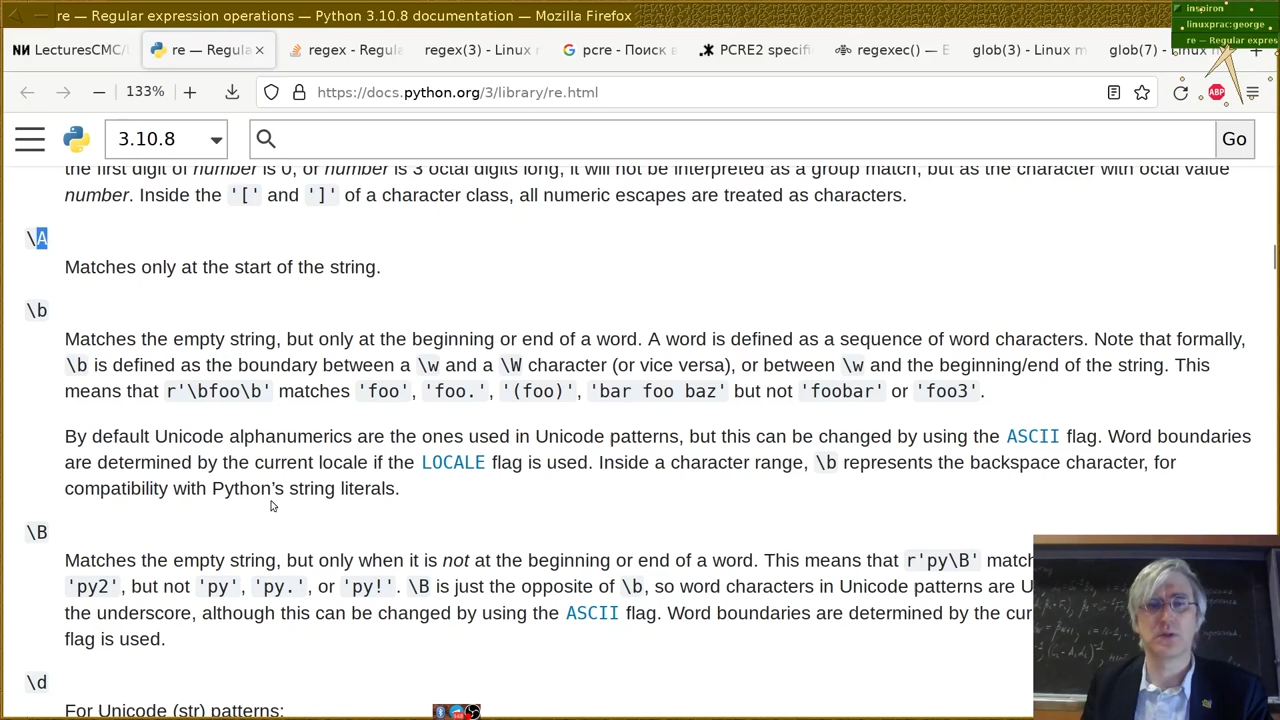 re — Regular expression operations — Python 3.10.8 documentation — Mozilla Firefox
inspiron
linuxprac:george
re — Regular expres
LecturesCMC/
re — Regula
regex - Regula
regex(3) - Linux
pcre - Поиск
PCRE2 specifi
regexec() —
glob(3) - Linux
glob(7) -
133%
https://docs.python.org/3/library/re.html
ABP
3.10.8
Go
the first digit of number is 0, or number is 3 octal digits long, it will not be interpreted as a group match, but as the character with octal value
number. Inside the '[' and ']' of a character class, all numeric escapes are treated as characters.
\A
Matches only at the start of the string.
\b
Matches the empty string, but only at the beginning or end of a word. A word is defined as a sequence of word characters. Note that formally,
\b is defined as the boundary between a \w and a \W character (or vice versa), or between \w and the beginning/end of the string. This
means that r'\bfoo\b' matches 'foo', 'foo.', '(foo)', 'bar foo baz' but not 'foobar' or 'foo3'.
By default Unicode alphanumerics are the ones used in Unicode patterns, but this can be changed by using the ASCII flag. Word boundaries
are determined by the current locale if the LOCALE flag is used. Inside a character range, \b represents the backspace character, for
compatibility with Python’s string literals.
\B
Matches the empty string, but only when it is not at the beginning or end of a word. This means that r'py\B' match
'py2', but not 'py', 'py.', or 'py!'. \B is just the opposite of \b, so word characters in Unicode patterns are U
the underscore, although this can be changed by using the ASCII flag. Word boundaries are determined by the cur
flag is used.
\d
For Unicode (str) patterns: